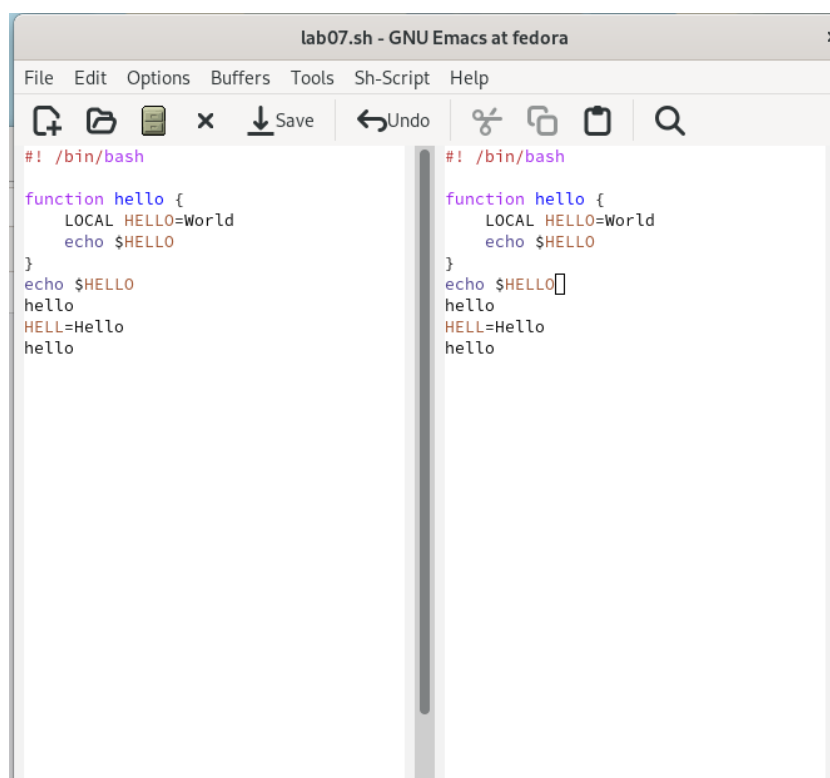 lab07.sh - GNU Emacs at fedora
File Edit Options Buffers Tools Sh-Script Help
Save Undo
#! /bin/bash
function hello {
LOCAL HELLO=World
echo $HELLO
}
echo $HELLO
hello
HELL=Hello
hello
#! /bin/bash
function hello {
LOCAL HELLO=World
echo $HELLO
}
echo $HELLO
hello
HELL=Hello
hello